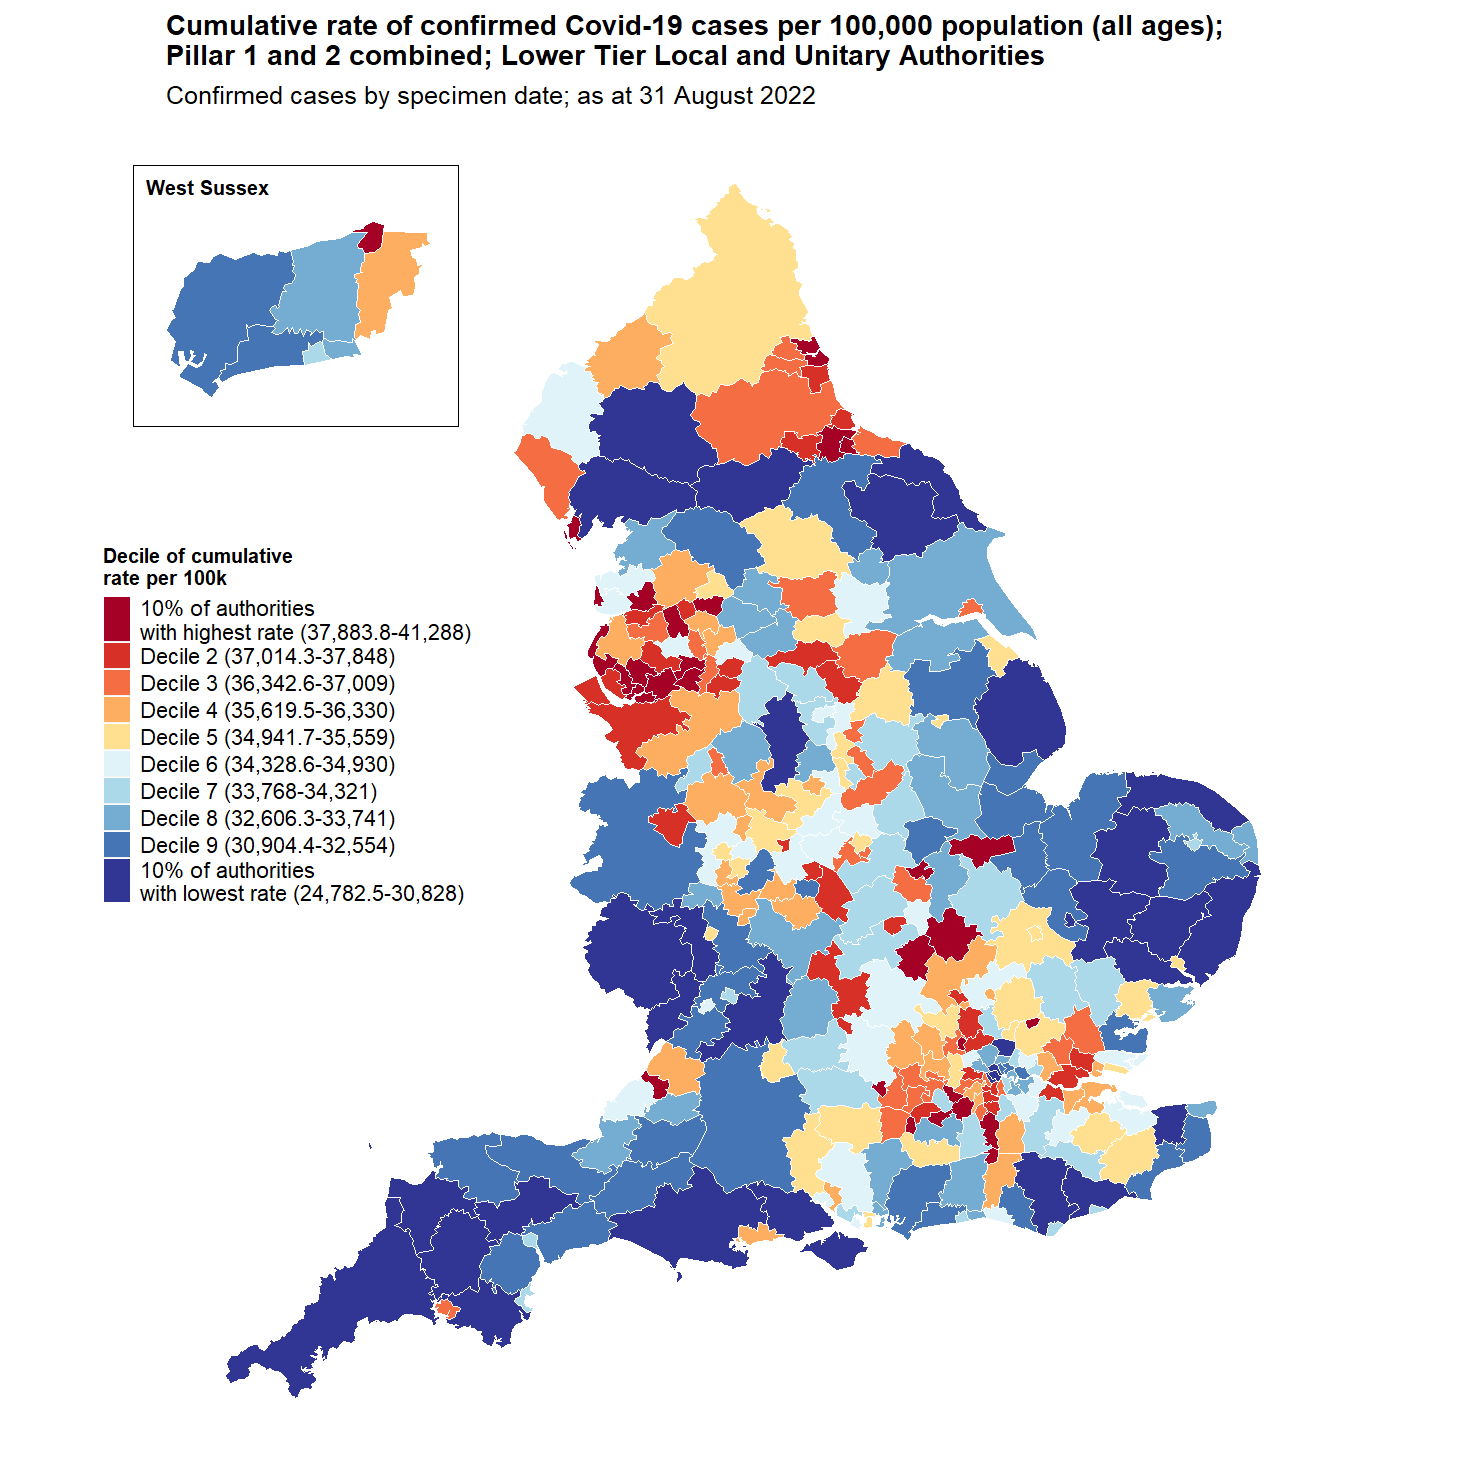 Cumulative rate of confirmed Covid-19 cases per 100,000 population (all ages);
Pillar 1 and 2 combined; Lower Tier Local and Unitary Authorities
Confirmed cases by specimen date; as at 31 August 2022
West Sussex
Decile of cumulative
rate per 100k
10% of authorities
with highest rate (37,883.8-41,288)
Decile 2 (37,014.3-37,848)
Decile 3 (36,342.6-37,009)
Decile 4 (35,619.5-36,330)
Decile 5 (34,941.7-35,559)
Decile 6 (34,328.6-34,930)
Decile 7 (33,768-34,321)
Decile 8 (32,606.3-33,741)
Decile 9 (30,904.4-32,554)
10% of authorities
with lowest rate (24,782.5-30,828)